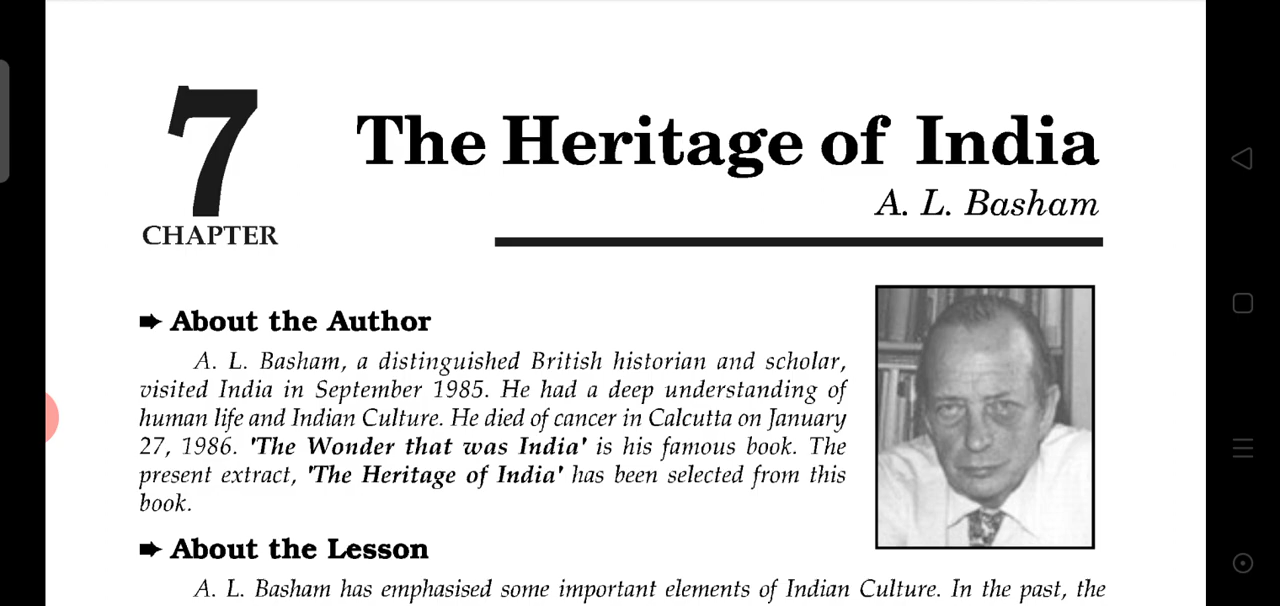 7
CHAPTER
The Heritage of India
A. L. Basham
➨ About the Author
A. L. Basham, a distinguished British historian and scholar,
visited India in September 1985. He had a deep understanding of
human life and Indian Culture. He died of cancer in Calcutta on January
27, 1986. 'The Wonder that was India' is his famous book. The
present extract, 'The Heritage of India' has been selected from this
book.
➨ About the Lesson
A. L. Basham has emphasised some important elements of Indian Culture. In the past, the